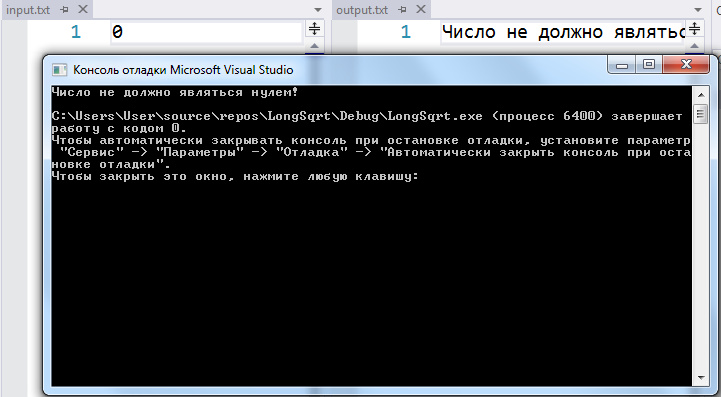 input.txt
output.txt
1 0
1 Число не должно являтьс
Консоль отладки Microsoft Visual Studio
Число не должно являться нулем!
C:\Users\User\source\repos\LongSqrt\Debug\LongSqrt.exe (процесс 6400) завершает
работу с кодом 0.
Чтобы автоматически закрывать консоль при остановке отладки, установите параметр
"Сервис" -> "Параметры" -> "Отладка" -> "Автоматически закрыть консоль при оста
новке отладки".
Чтобы закрыть это окно, нажмите любую клавишу: